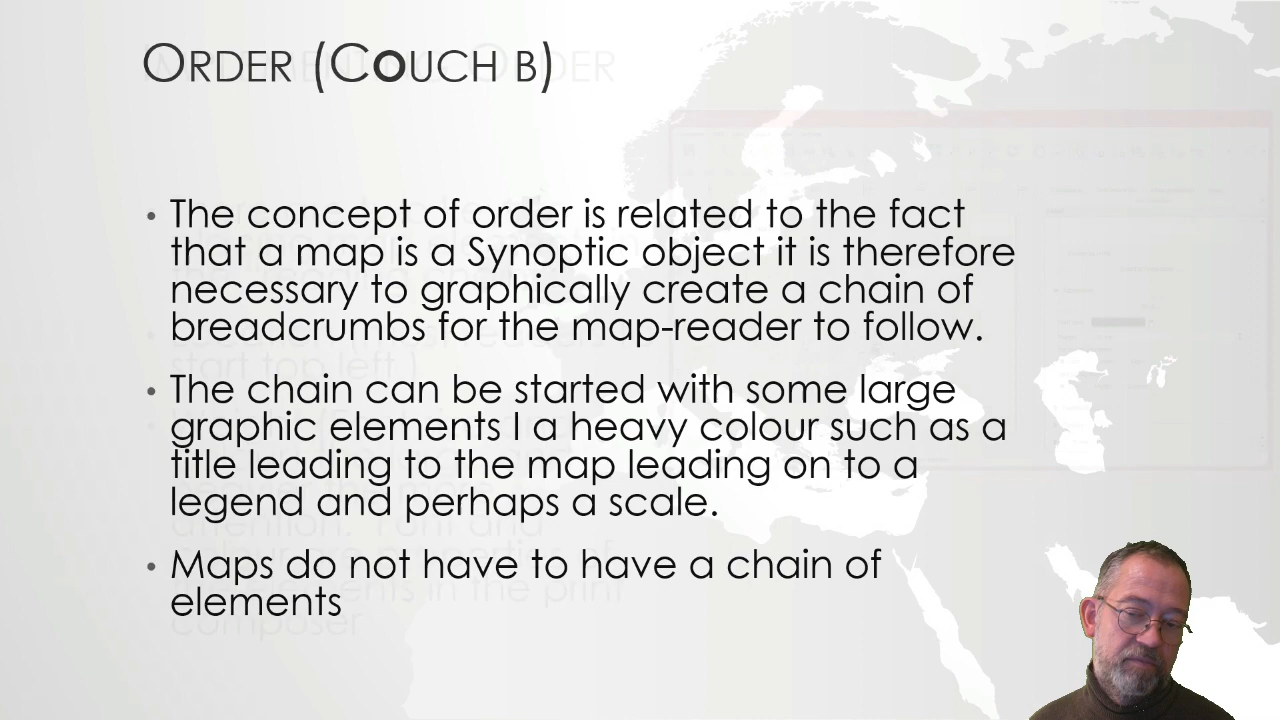 Order (Couch b)
• The concept of order is related to the fact
that a map is a Synoptic object it is therefore
necessary to graphically create a chain of
breadcrumbs for the map-reader to follow.
• The chain can be started with some large
graphic elements I a heavy colour such as a
title leading to the map leading on to a
legend and perhaps a scale.
• Maps do not have to have a chain of
elements